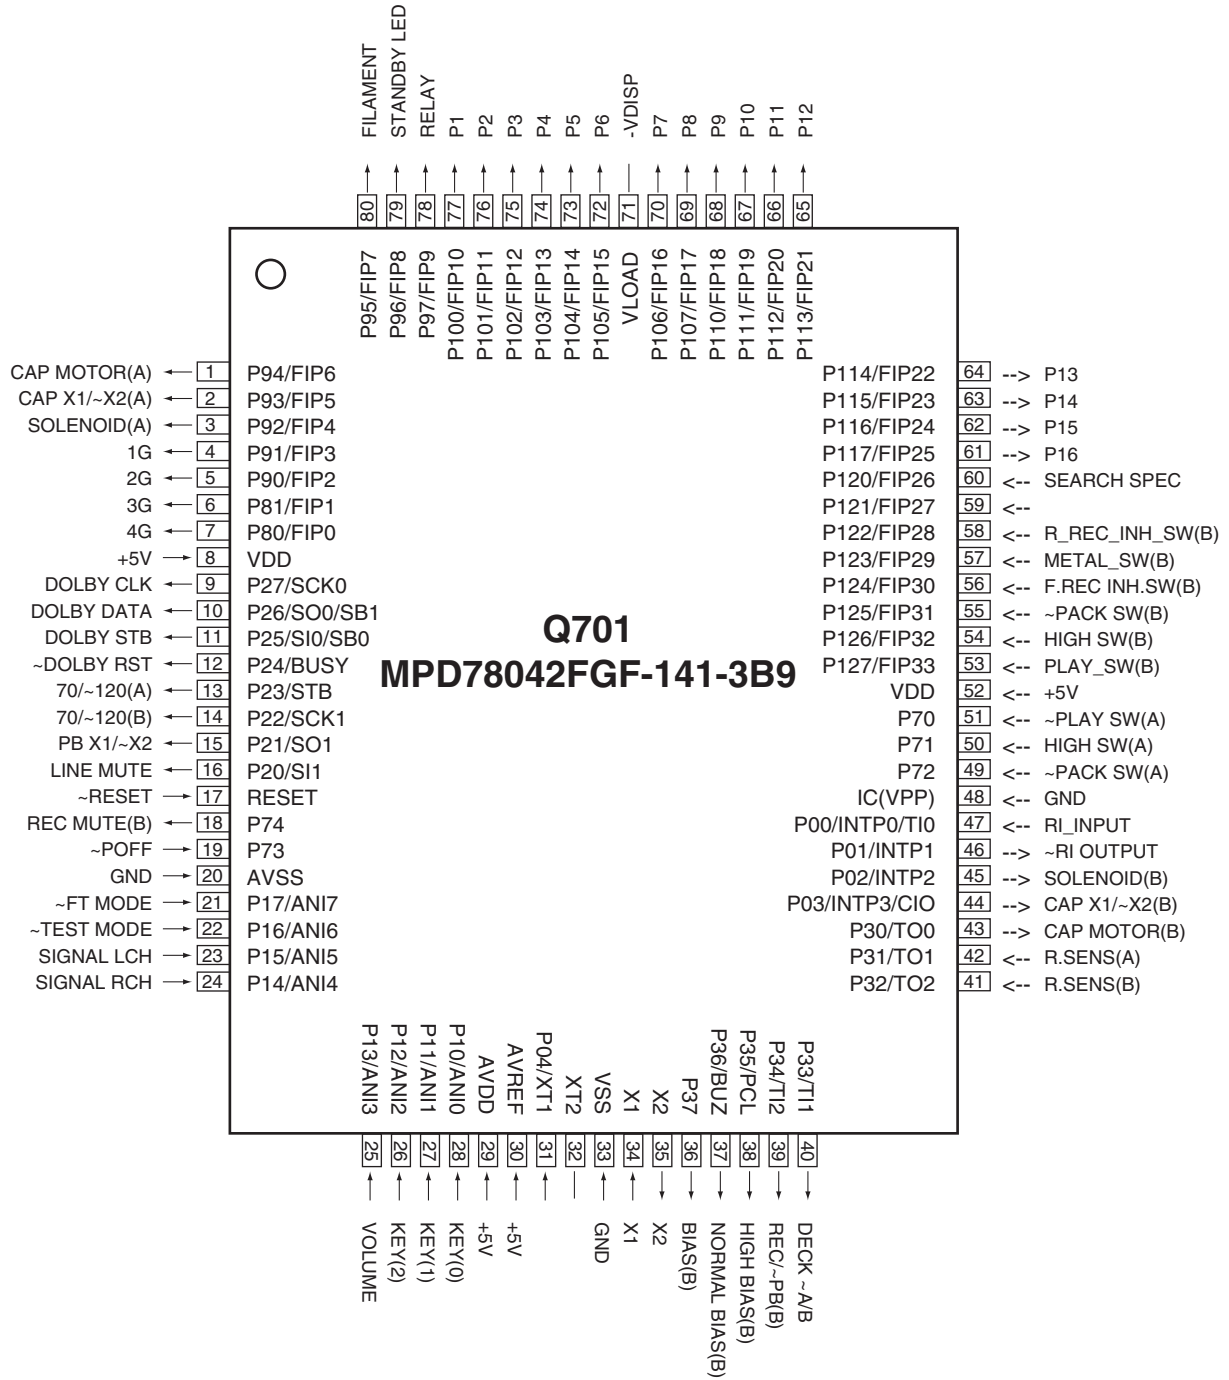 FILAMENT
STANDBY LED
RELAY
P1
P2
P3
P4
P5
P6
-VDISP
P7
P8
P9
P10
P11
P12
80
79
78
77
76
75
74
73
72
71
70
69
68
67
66
65
P95/FIP7
P96/FIP8
P97/FIP9
P100/FIP10
P101/FIP11
P102/FIP12
P103/FIP13
P104/FIP14
P105/FIP15
VLOAD
P106/FIP16
P107/FIP17
P110/FIP18
P111/FIP19
P112/FIP20
P113/FIP21
CAP MOTOR(A) 1 P94/FIP6
CAP X1/~X2(A) 2 P93/FIP5
SOLENOID(A) 3 P92/FIP4
1G 4 P91/FIP3
2G 5 P90/FIP2
3G 6 P81/FIP1
4G 7 P80/FIP0
+5V 8 VDD
DOLBY CLK 9 P27/SCK0
DOLBY DATA 10 P26/SO0/SB1
DOLBY STB 11 P25/SI0/SB0
~DOLBY RST 12 P24/BUSY
70/~120(A) 13 P23/STB
70/~120(B) 14 P22/SCK1
PB X1/~X2 15 P21/SO1
LINE MUTE 16 P20/SI1
~RESET 17 RESET
REC MUTE(B) 18 P74
~POFF 19 P73
GND 20 AVSS
~FT MODE 21 P17/ANI7
~TEST MODE 22 P16/ANI6
SIGNAL LCH 23 P15/ANI5
SIGNAL RCH 24 P14/ANI4
Q701
MPD78042FGF-141-3B9
P114/FIP22 64 --> P13
P115/FIP23 63 --> P14
P116/FIP24 62 --> P15
P117/FIP25 61 --> P16
P120/FIP26 60 <-- SEARCH SPEC
P121/FIP27 59 <--
P122/FIP28 58 <-- R_REC_INH_SW(B)
P123/FIP29 57 <-- METAL_SW(B)
P124/FIP30 56 <-- F.REC INH.SW(B)
P125/FIP31 55 <-- ~PACK SW(B)
P126/FIP32 54 <-- HIGH SW(B)
P127/FIP33 53 <-- PLAY_SW(B)
VDD 52 <-- +5V
P70 51 <-- ~PLAY SW(A)
P71 50 <-- HIGH SW(A)
P72 49 <-- ~PACK SW(A)
IC(VPP) 48 <-- GND
P00/INTP0/TI0 47 <-- RI_INPUT
P01/INTP1 46 --> ~RI OUTPUT
P02/INTP2 45 --> SOLENOID(B)
P03/INTP3/CIO 44 --> CAP X1/~X2(B)
P30/TO0 43 --> CAP MOTOR(B)
P31/TO1 42 <-- R.SENS(A)
P32/TO2 41 <-- R.SENS(B)
P13/ANI3
P12/ANI2
P11/ANI1
P10/ANI0
AVDD
AVREF
P04/XT1
XT2
VSS
X1
X2
P37
P36/BUZ
P35/PCL
P34/TI2
P33/TI1
25
26
27
28
29
30
31
32
33
34
35
36
37
38
39
40
VOLUME
KEY(2)
KEY(1)
KEY(0)
+5V
+5V
GND
X1
X2
BIAS(B)
NORMAL BIAS(B)
HIGH BIAS(B)
REC/~PB(B)
DECK ~A/B